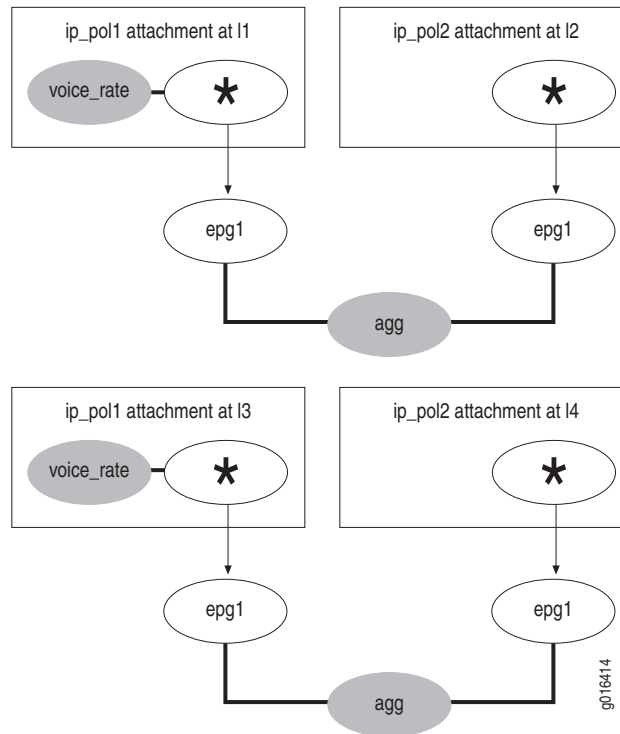 ip_pol1 attachment at l1
ip_pol2 attachment at l2
voice_rate
*
*
epg1
epg1
agg
ip_pol1 attachment at l3
ip_pol2 attachment at l4
voice_rate
*
*
epg1
epg1
agg
g016414